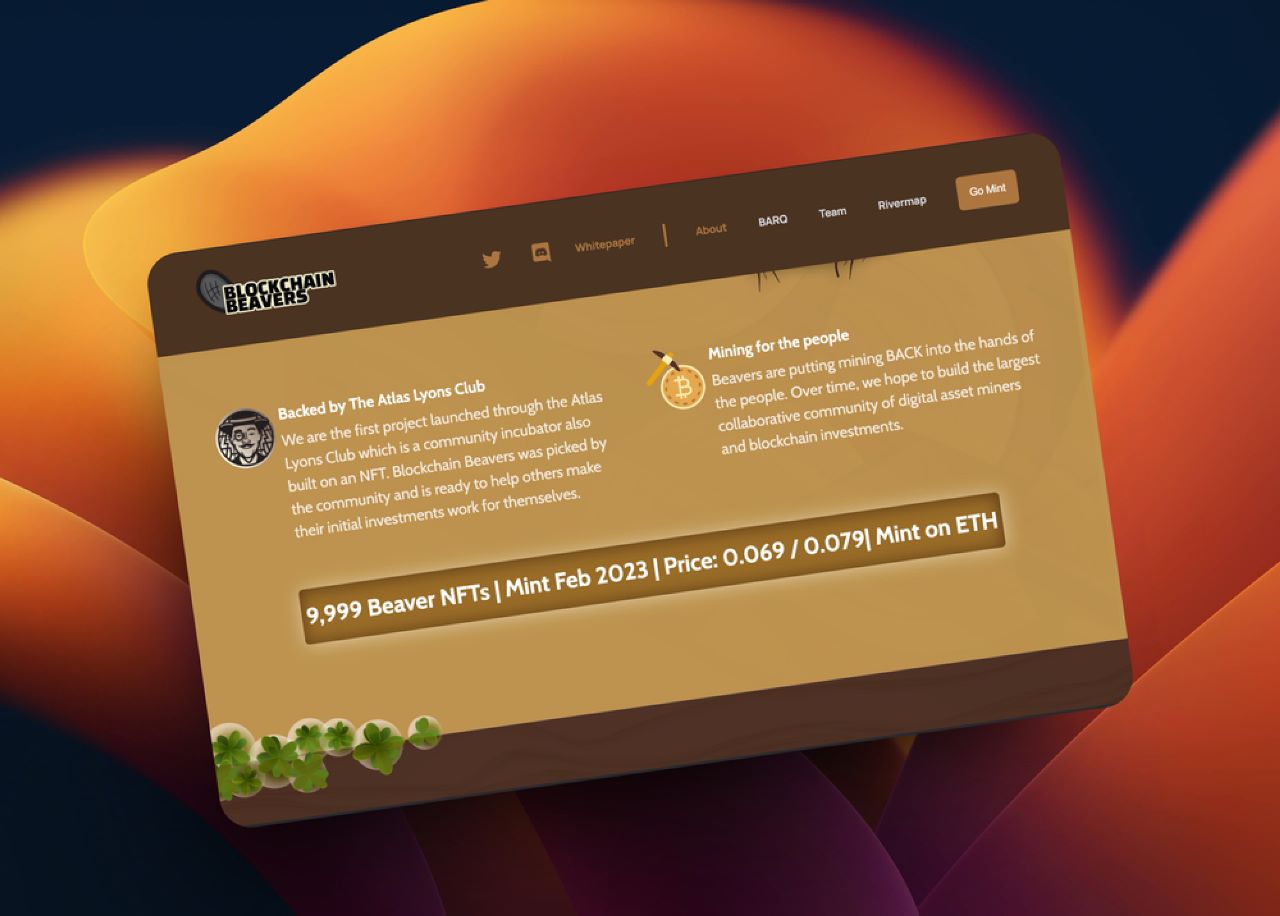 BLOCKCHAIN
BEAVERS
Whitepaper
About
BARQ
Team
Rivermap
Go Mint
Backed by The Atlas Lyons Club
We are the first project launched through the Atlas
Lyons Club which is a community incubator also
built on an NFT. Blockchain Beavers was picked by
the community and is ready to help others make
their initial investments work for themselves.
Mining for the people
Beavers are putting mining BACK into the hands of
the people. Over time, we hope to build the largest
collaborative community of digital asset miners
and blockchain investments.
9,999 Beaver NFTs | Mint Feb 2023 | Price: 0.069 / 0.079| Mint on ETH